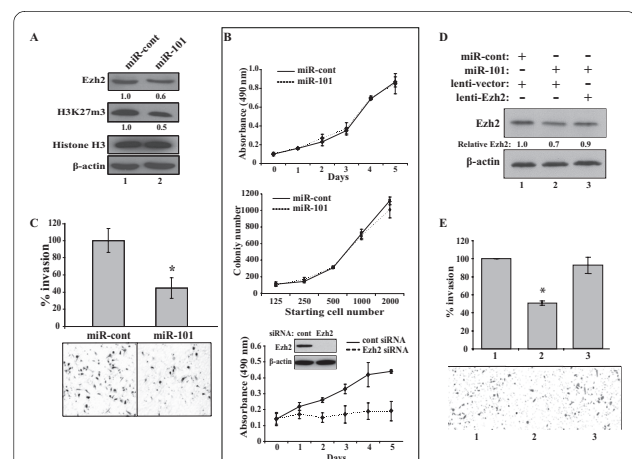 A
miR-cont
miR-101
Ezh2
1.0 0.6
H3K27m3
1.0 0.5
Histone H3
β-actin
1 2
C
% invasion
120
100
80
60
40
20
0
*
miR-cont miR-101
B
Absorbance (490 nm)
1.0
0.8
0.6
0.4
0.2
0.0
miR-cont
miR-101
0 1 2 3 4 5
Days
Coloniy number
1200
1000
800
600
400
200
0
miR-cont
miR-101
125 250 500 1000 2000
Starting cell number
siRNA: cont Ezh2
Ezh2
β-actin
cont siRNA
Ezh2 siRNA
Absorbance (490 nm)
0.6
0.5
0.4
0.3
0.2
0.1
0
0 1 2 3 4 5
Days
D
miR-cont: + - -
miR-101: - + +
lenti-vector: + + -
lenti-Ezh2: - - +
Ezh2
Relative Ezh2: 1.0 0.7 0.9
β-actin
1 2 3
E
% invasion
120
100
80
60
40
20
0
*
1 2 3
1 2 3